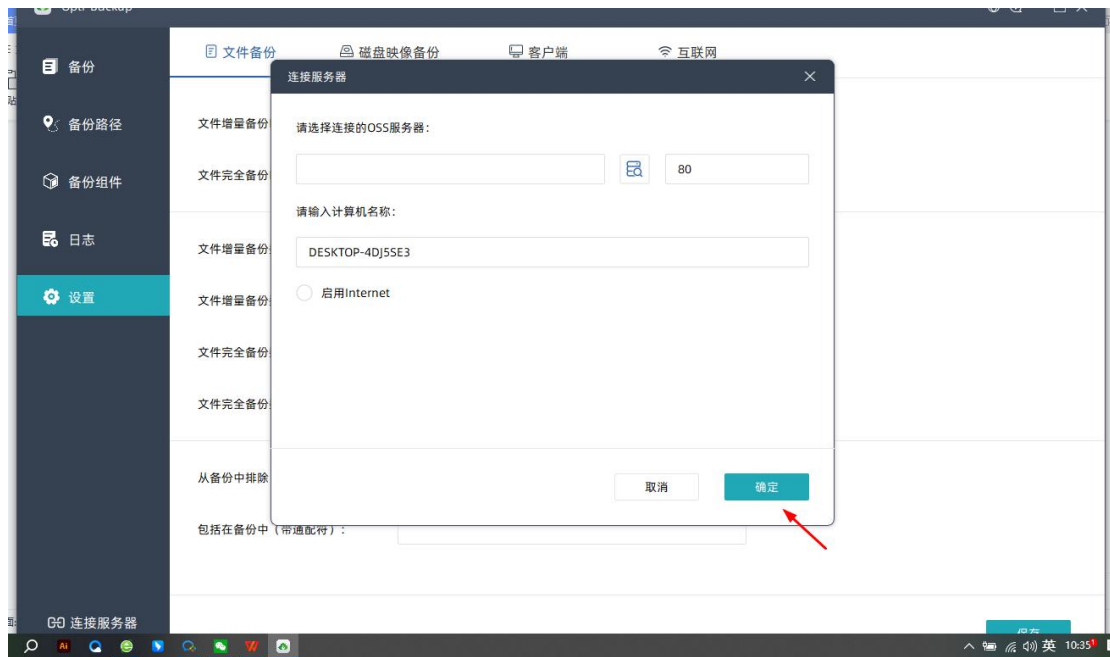 Opti Backup
文件备份 磁盘映像备份 客户端 互联网
备份
备份路径
备份组件
日志
设置
连接服务器
文件增量备份
文件完全备份
文件增量备份
文件增量备份
文件完全备份
文件完全备份
从备份中排除
包括在备份中（带通配符）：
连接服务器
请选择连接的OSS服务器：
80
请输入计算机名称：
DESKTOP-4DJ5SE3
启用Internet
取消 确定
保存
Ai
英 10:35